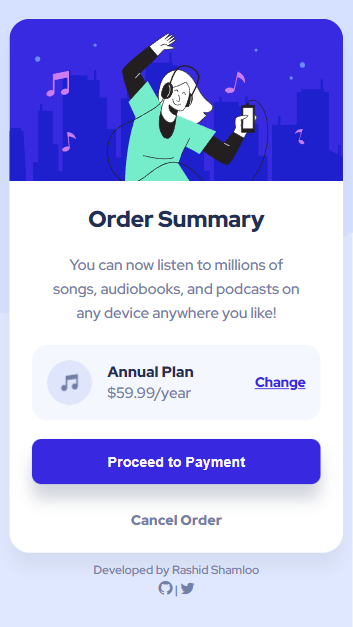 Order Summary
You can now listen to millions of
songs, audiobooks, and podcasts on
any device anywhere you like!
Annual Plan
$59.99/year
Change
Proceed to Payment
Cancel Order
Developed by Rashid Shamloo
|